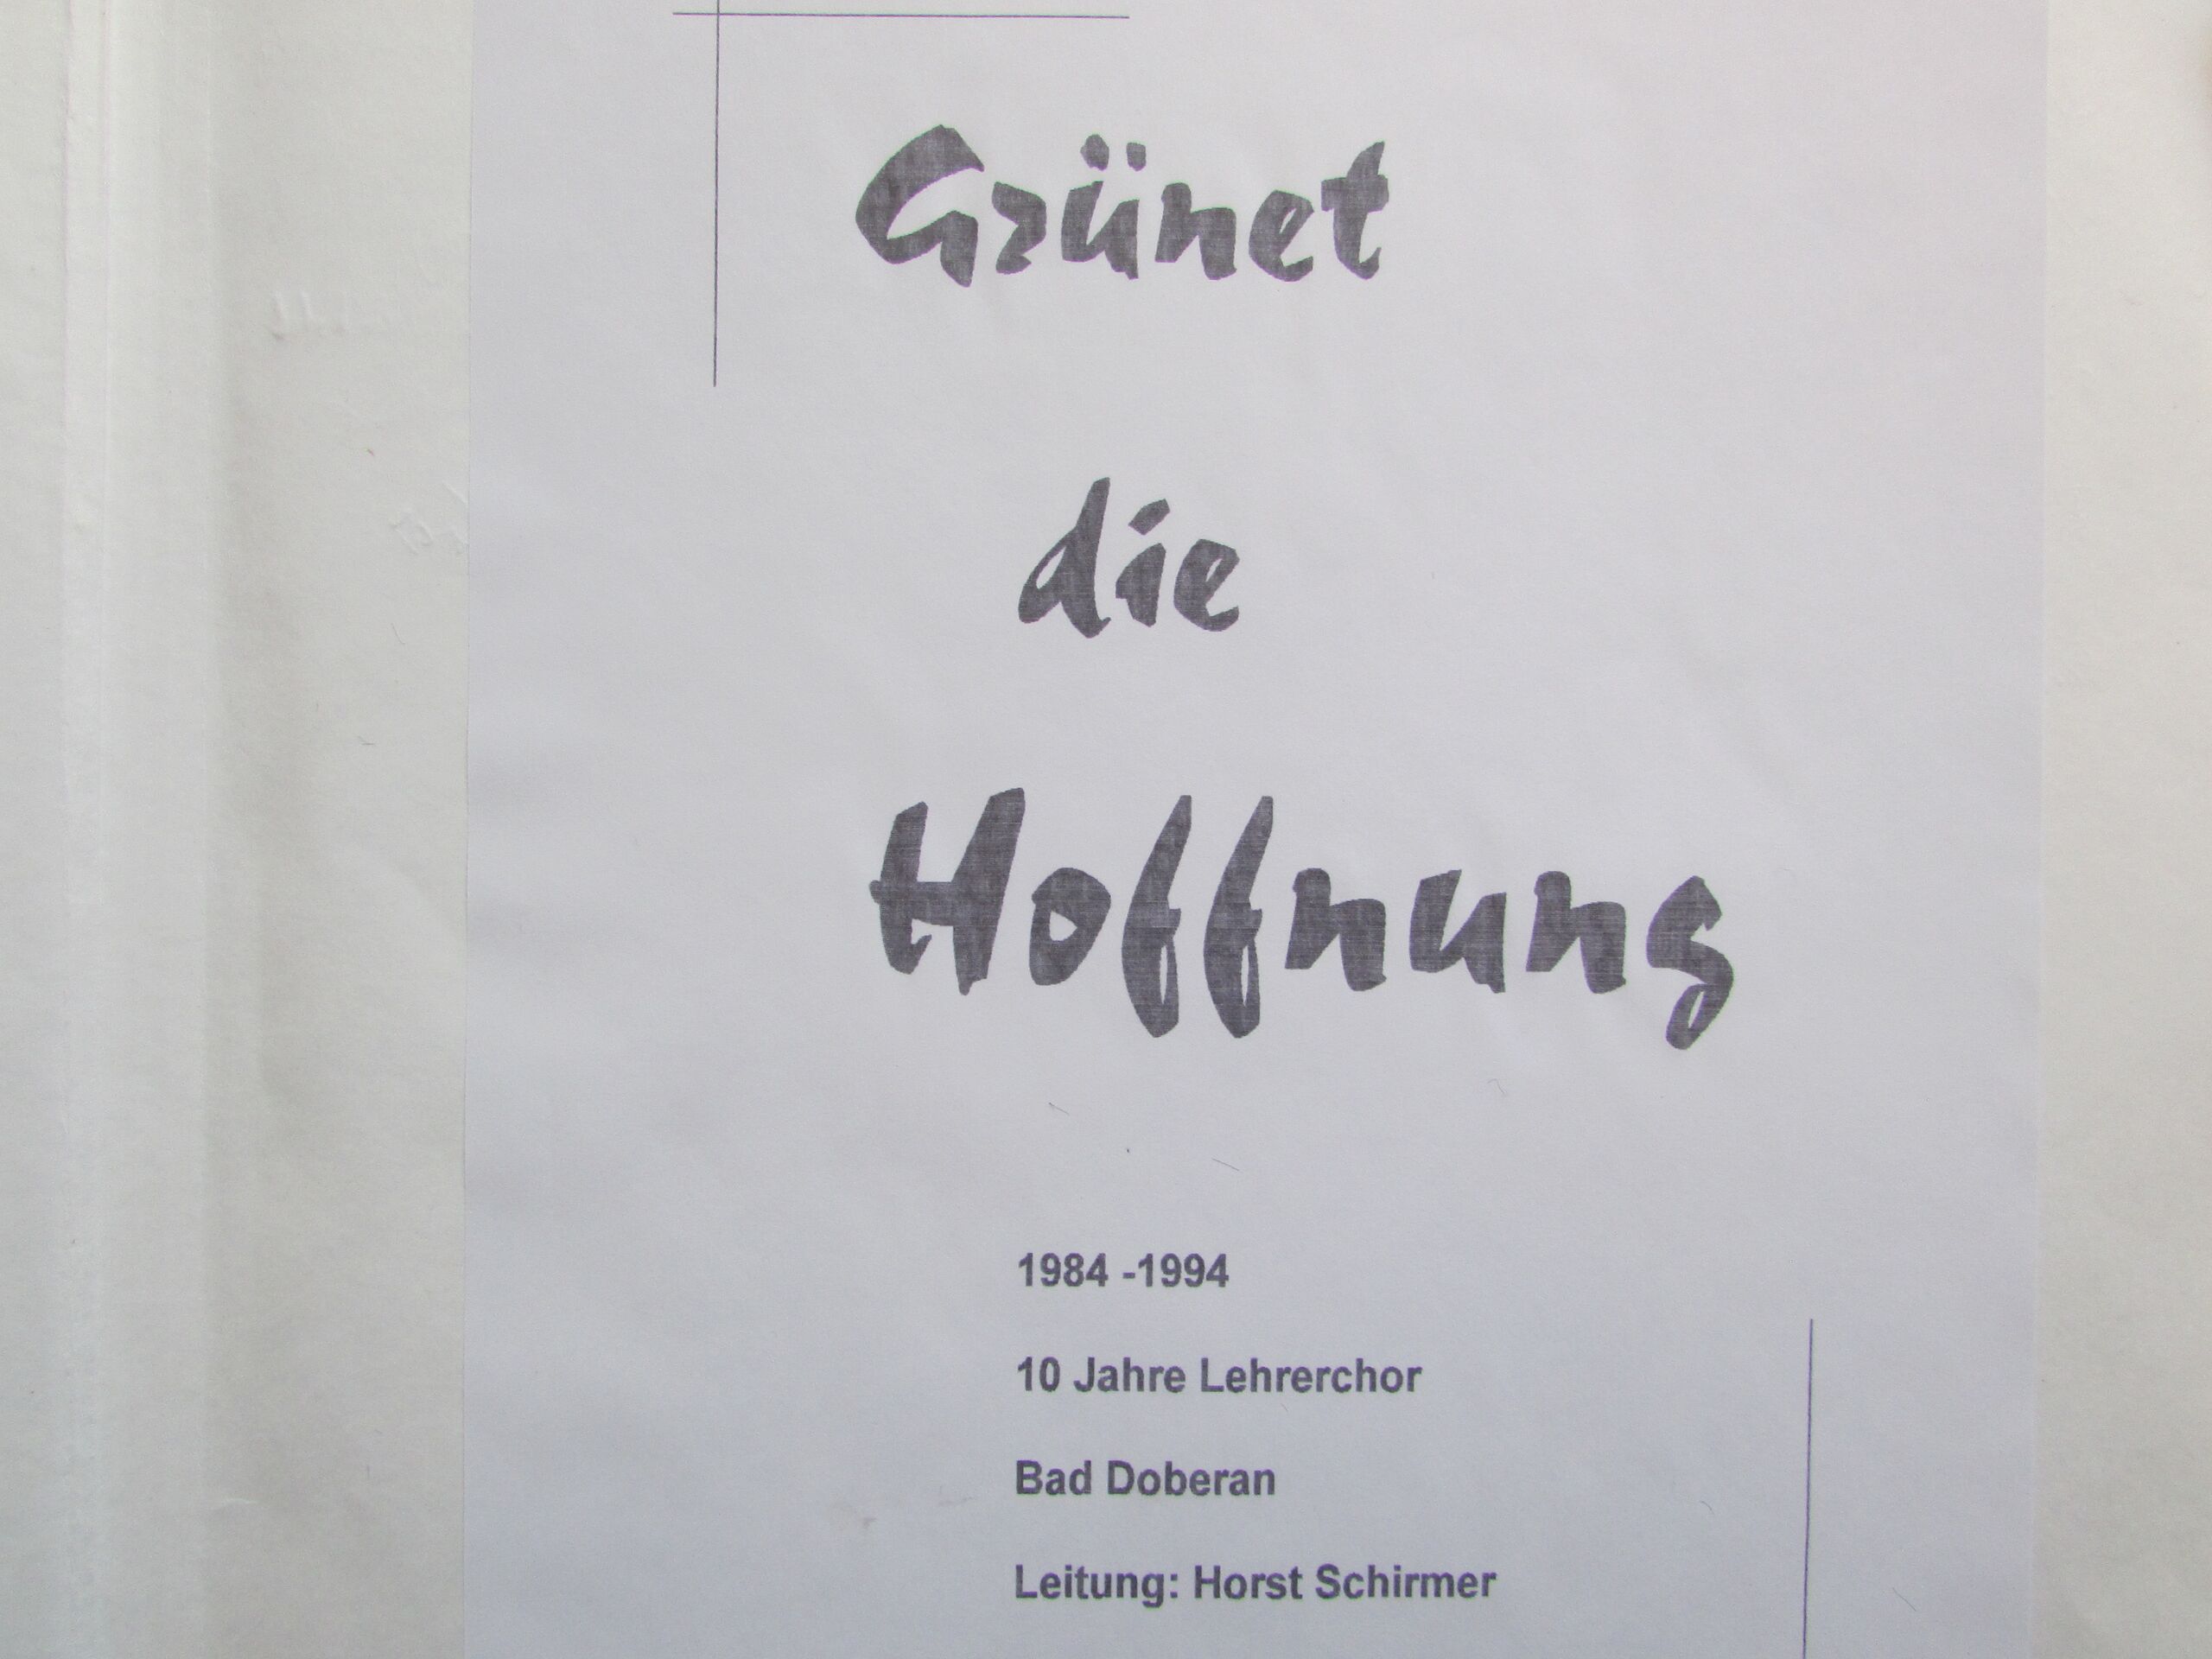 Grünet
die
Hoffnung
1984 -1994
10 Jahre Lehrerchor
Bad Doberan
Leitung: Horst Schirmer